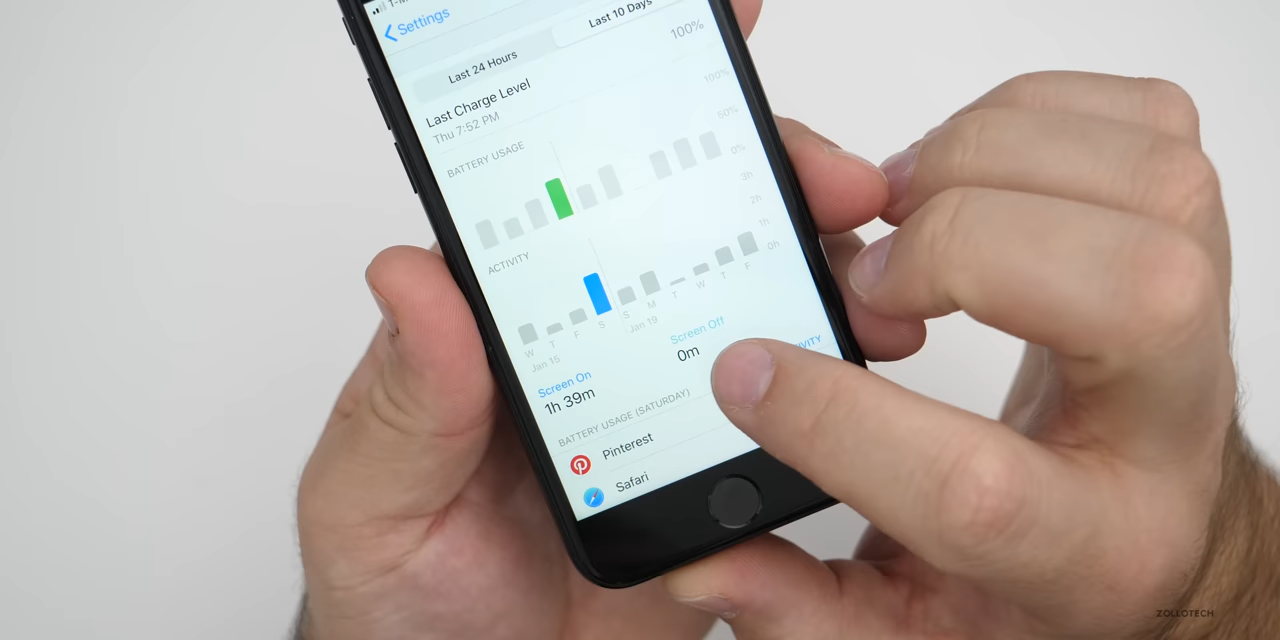 Settings
Last 24 Hours
Last 10 Days
Last Charge Level
100%
Thu 7:52 PM
BATTERY USAGE
100%
50%
0%
ACTIVITY
3h
2h
1h
0h
W T F S S M T W T F
Jan 15
Jan 19
Screen On
Screen Off
1h 39m
0m
BATTERY USAGE (SATURDAY)
Pinterest
Safari
ZOLLOTECH